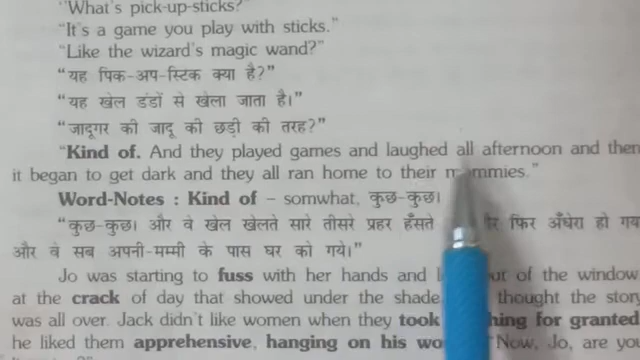 "What's pick-up-sticks?"
"It's a game you play with sticks.
"Like the wizard's magic wand?"
"यह पिक-अप-स्टिक क्या है?"
"यह खेल डंडों से खेला जाता है।"
"जादूगर की जादू की छड़ी की तरह?"
"Kind of. And they played games and laughed all afternoon and then
it began to get dark and they all ran home to their mommies."
Word-Notes : Kind of – somwhat, कुछ-कुछ।
"कुछ-कुछ। और वे खेल खेलते सारे तीसरे प्रहर हँसते फिर अँधेरा हो गय
और वे सब अपनी-मम्मी के पास घर को गये।"
Jo was starting to fuss with her hands and out of the window
at the crack of day that showed under the shade thought the story
was all over. Jack didn't like women when they took for granted
he liked them apprehensive, hanging on his "Now, Jo, are you